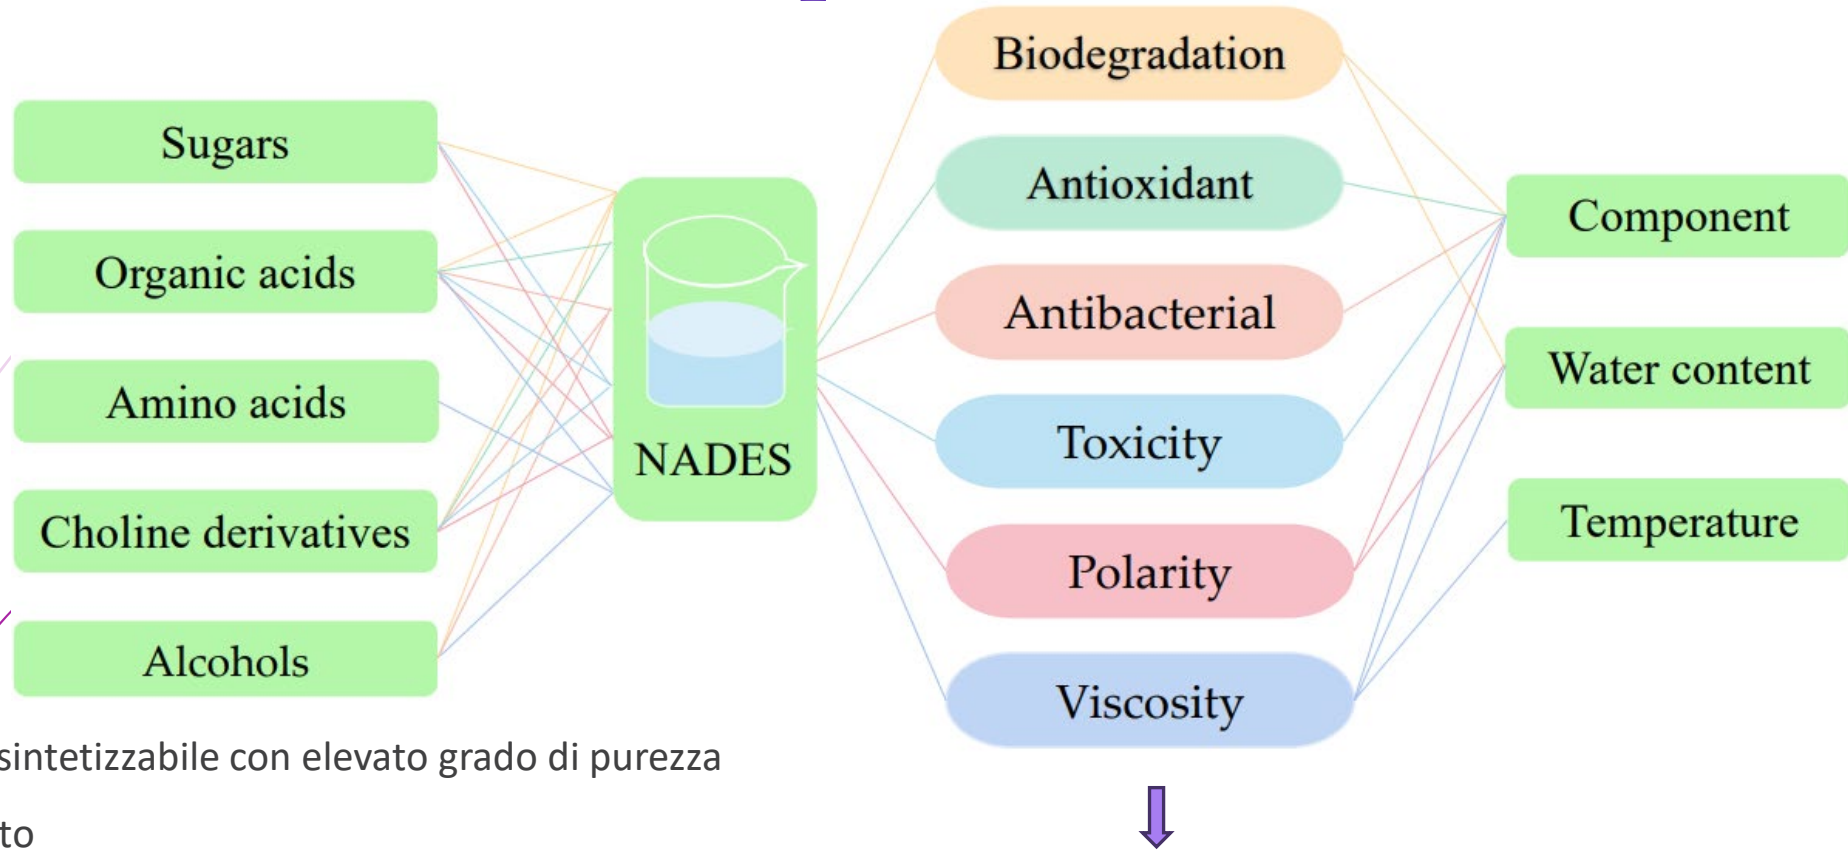 Sugars
Organic acids
Amino acids
Choline derivatives
Alcohols
NADES
Biodegradation
Antioxidant
Antibacterial
Toxicity
Polarity
Viscosity
Component
Water content
Temperature
sintetizzabile con elevato grado di purezza
to